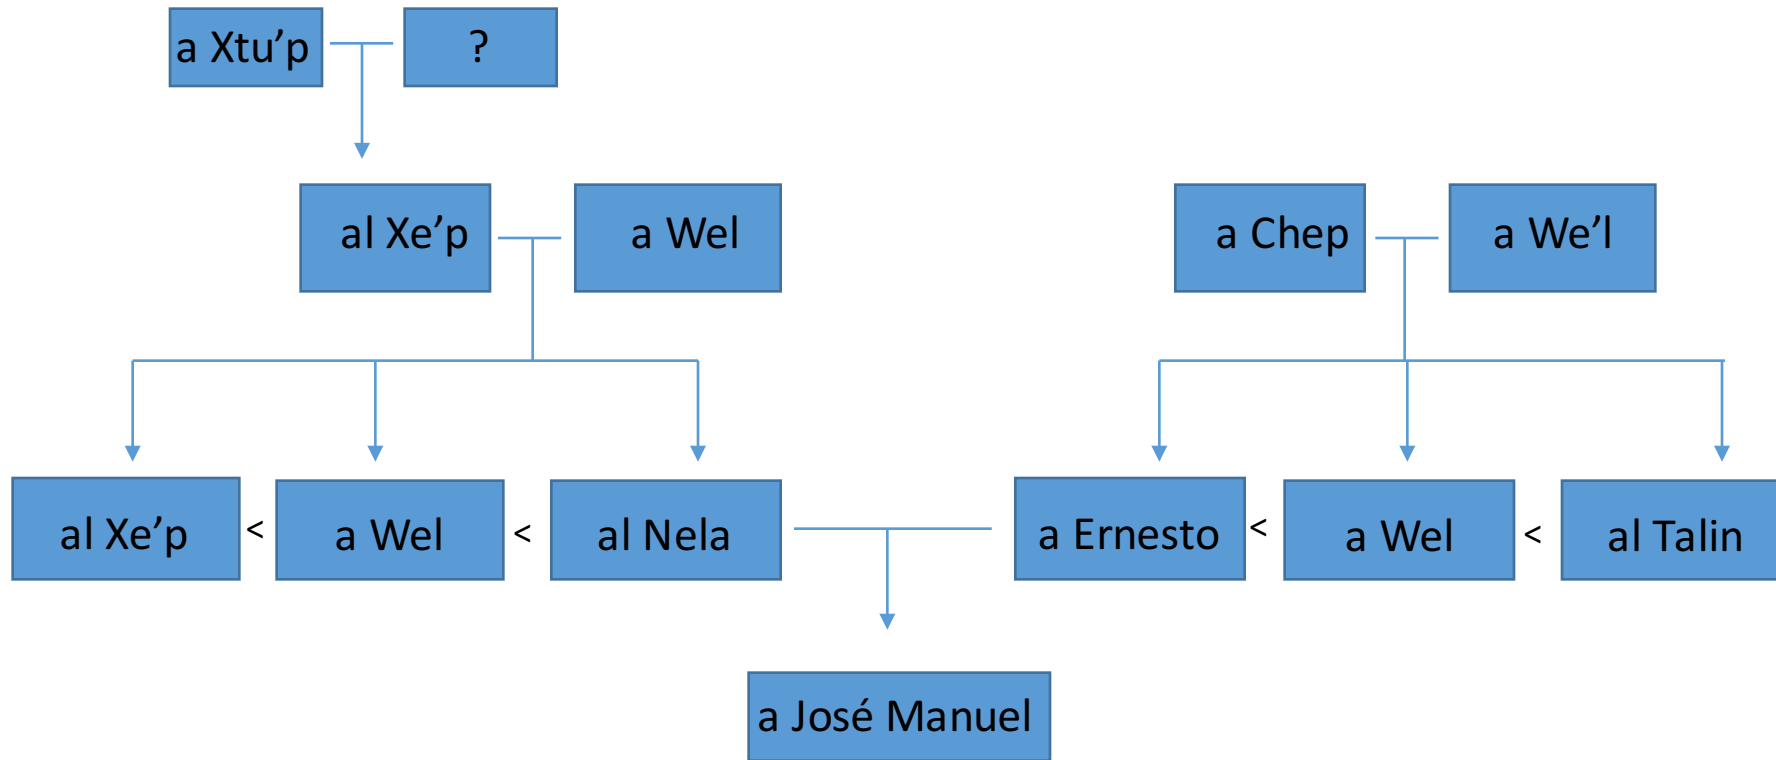 a Xtu’p
?
al Xe’p
a Wel
a Chep
a We’l
al Xe’p
<
a Wel
<
al Nela
a Ernesto
<
a Wel
<
al Talin
a José Manuel